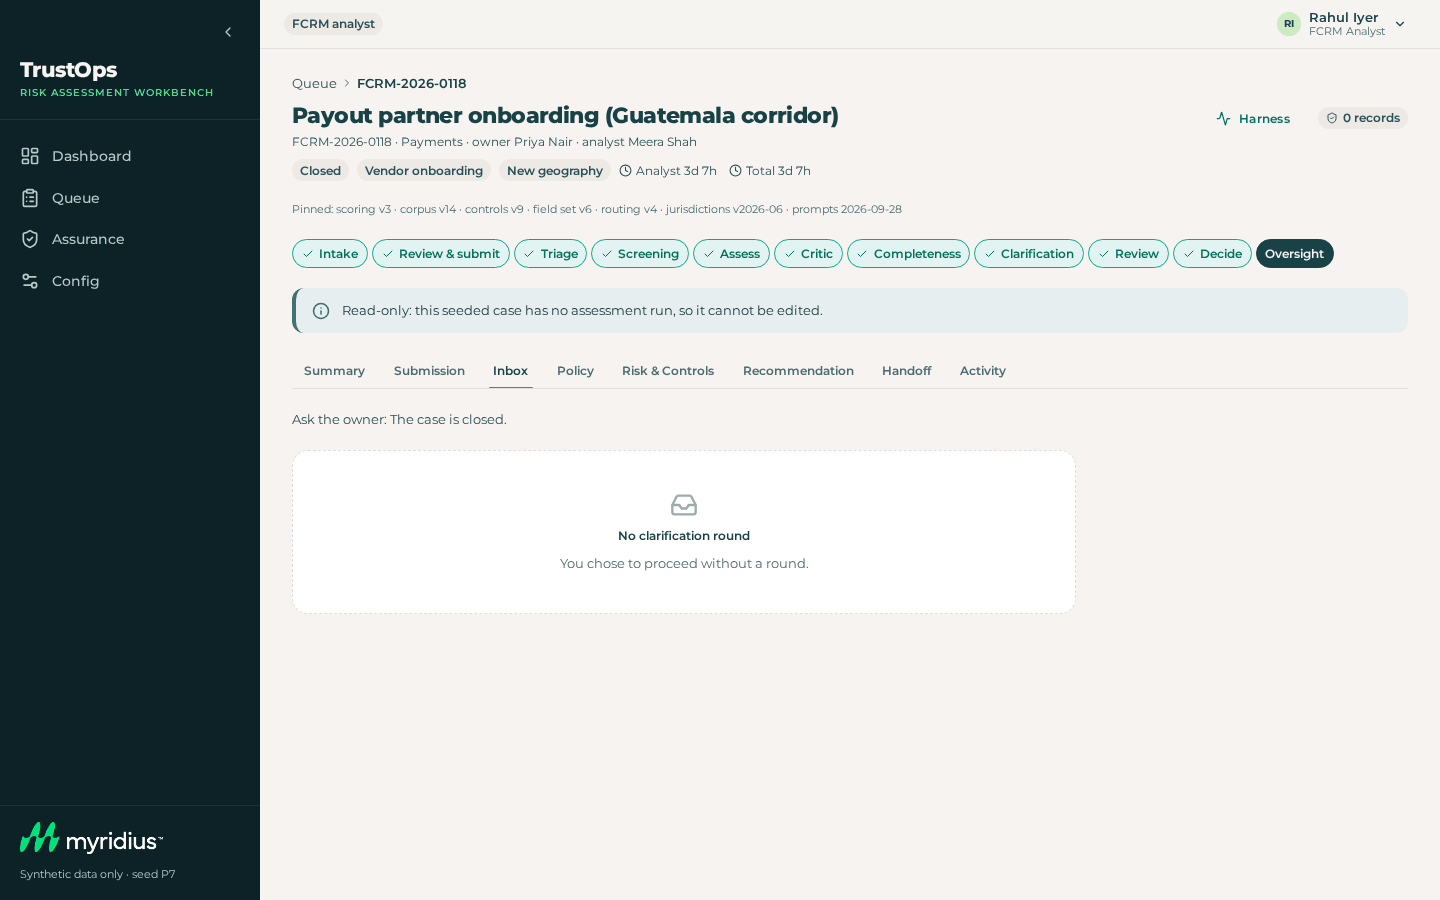 TrustOps
RISK ASSESSMENT WORKBENCH
Dashboard
Queue
Assurance
Config
myridius™
Synthetic data only · seed P7
FCRM analyst
RI
Rahul Iyer
FCRM Analyst
Queue
FCRM-2026-0118
Payout partner onboarding (Guatemala corridor)
Harness
0 records
FCRM-2026-0118 · Payments · owner Priya Nair · analyst Meera Shah
Closed
Vendor onboarding
New geography
Analyst 3d 7h
Total 3d 7h
Pinned: scoring v3 · corpus v14 · controls v9 · field set v6 · routing v4 · jurisdictions v2026-06 · prompts 2026-09-28
Intake
Review & submit
Triage
Screening
Assess
Critic
Completeness
Clarification
Review
Decide
Oversight
Read-only: this seeded case has no assessment run, so it cannot be edited.
Summary
Submission
Inbox
Policy
Risk & Controls
Recommendation
Handoff
Activity
Ask the owner: The case is closed.
No clarification round
You chose to proceed without a round.